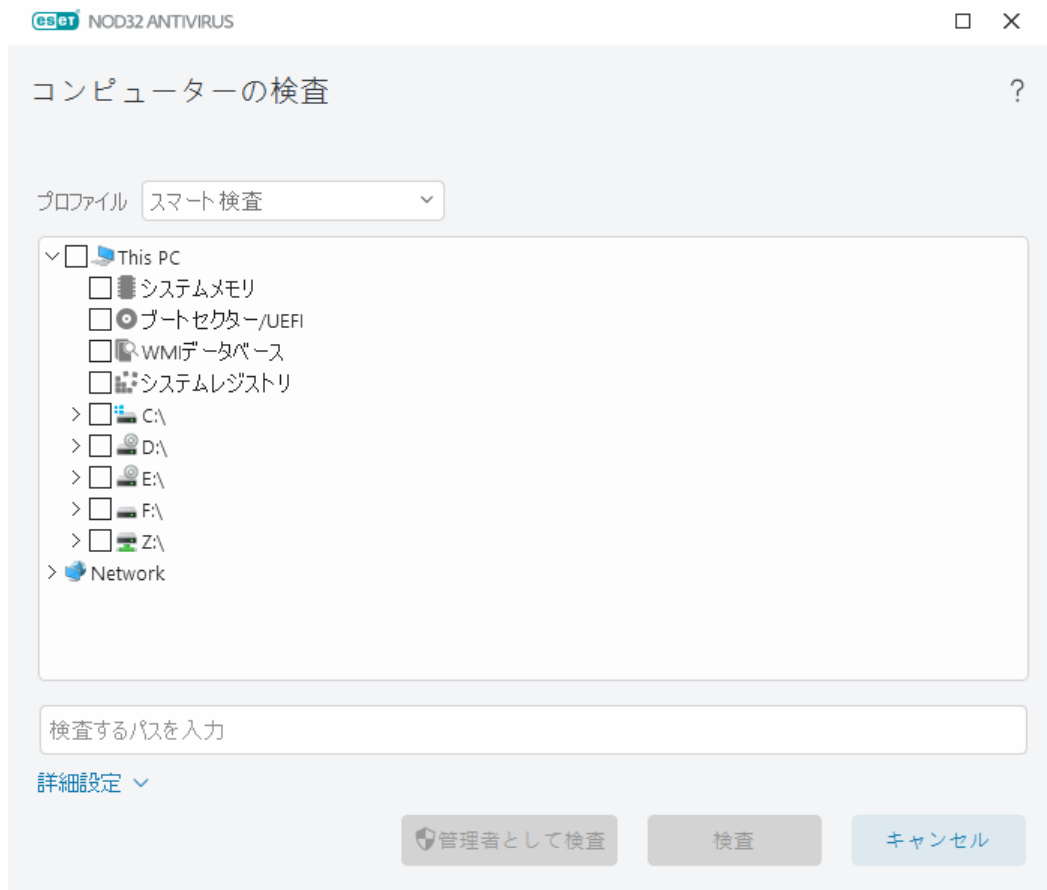 eset NOD32 ANTIVIRUS
コンピューターの検査
?
プロファイル スマート検査
This PC
システムメモリ
ブートセクター/UEFI
WMIデータベース
システムレジストリ
C:\
D:\
E:\
F:\
Z:\
Network
検査するパスを入力
詳細設定
管理者として検査 検査 キャンセル